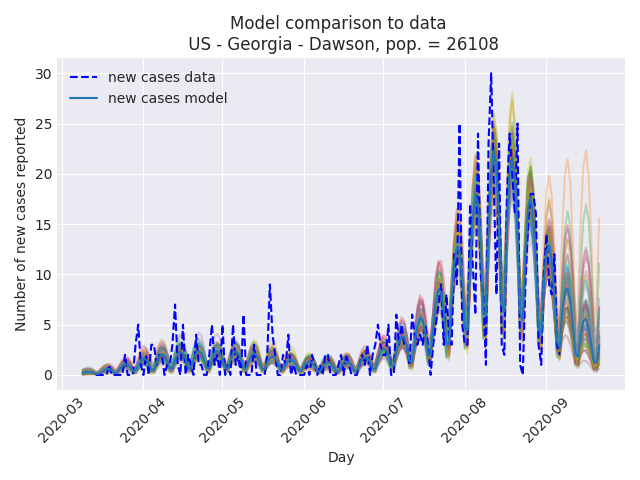 Model comparison to data
US - Georgia - Dawson, pop. = 26108
new cases data
new cases model
Number of new cases reported
30
25
20
15
10
5
0
2020-03
2020-04
2020-05
2020-06
2020-07
2020-08
2020-09
Day